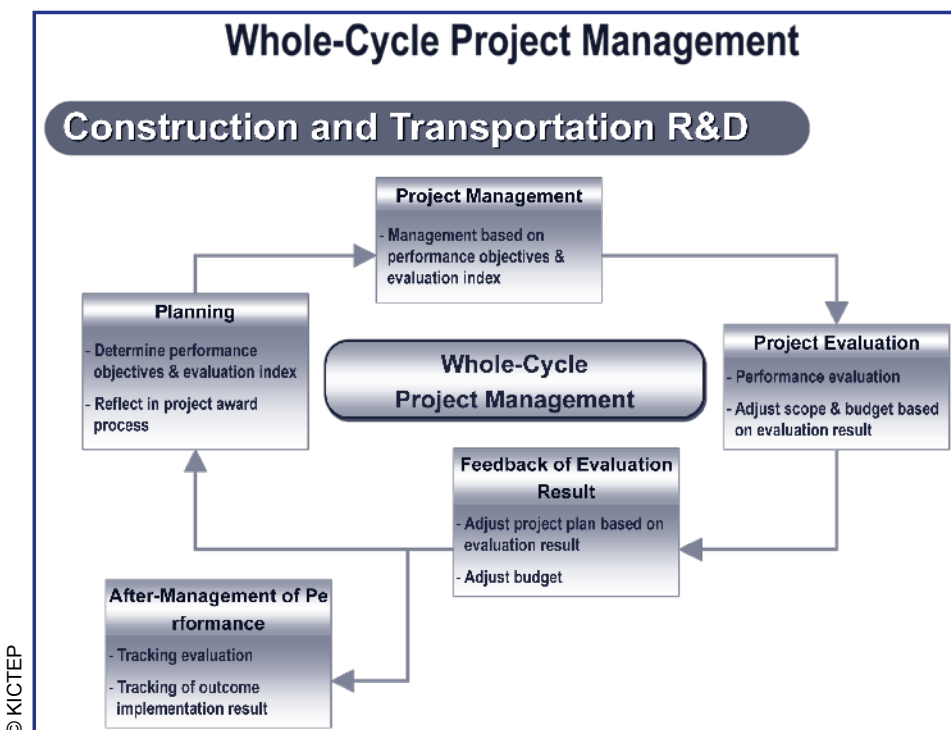 Whole-Cycle Project Management
Construction and Transportation R&D
Project Management
- Management based on
performance objectives &
evaluation index
Planning
- Determine performance
objectives & evaluation index
- Reflect in project award
process
Whole-Cycle
Project Management
Project Evaluation
- Performance evaluation
- Adjust scope & budget based
on evaluation result
Feedback of Evaluation
Result
- Adjust project plan based on
evaluation result
- Adjust budget
After-Management of Pe
rformance
- Tracking evaluation
- Tracking of outcome
implementation result
© KICTEP